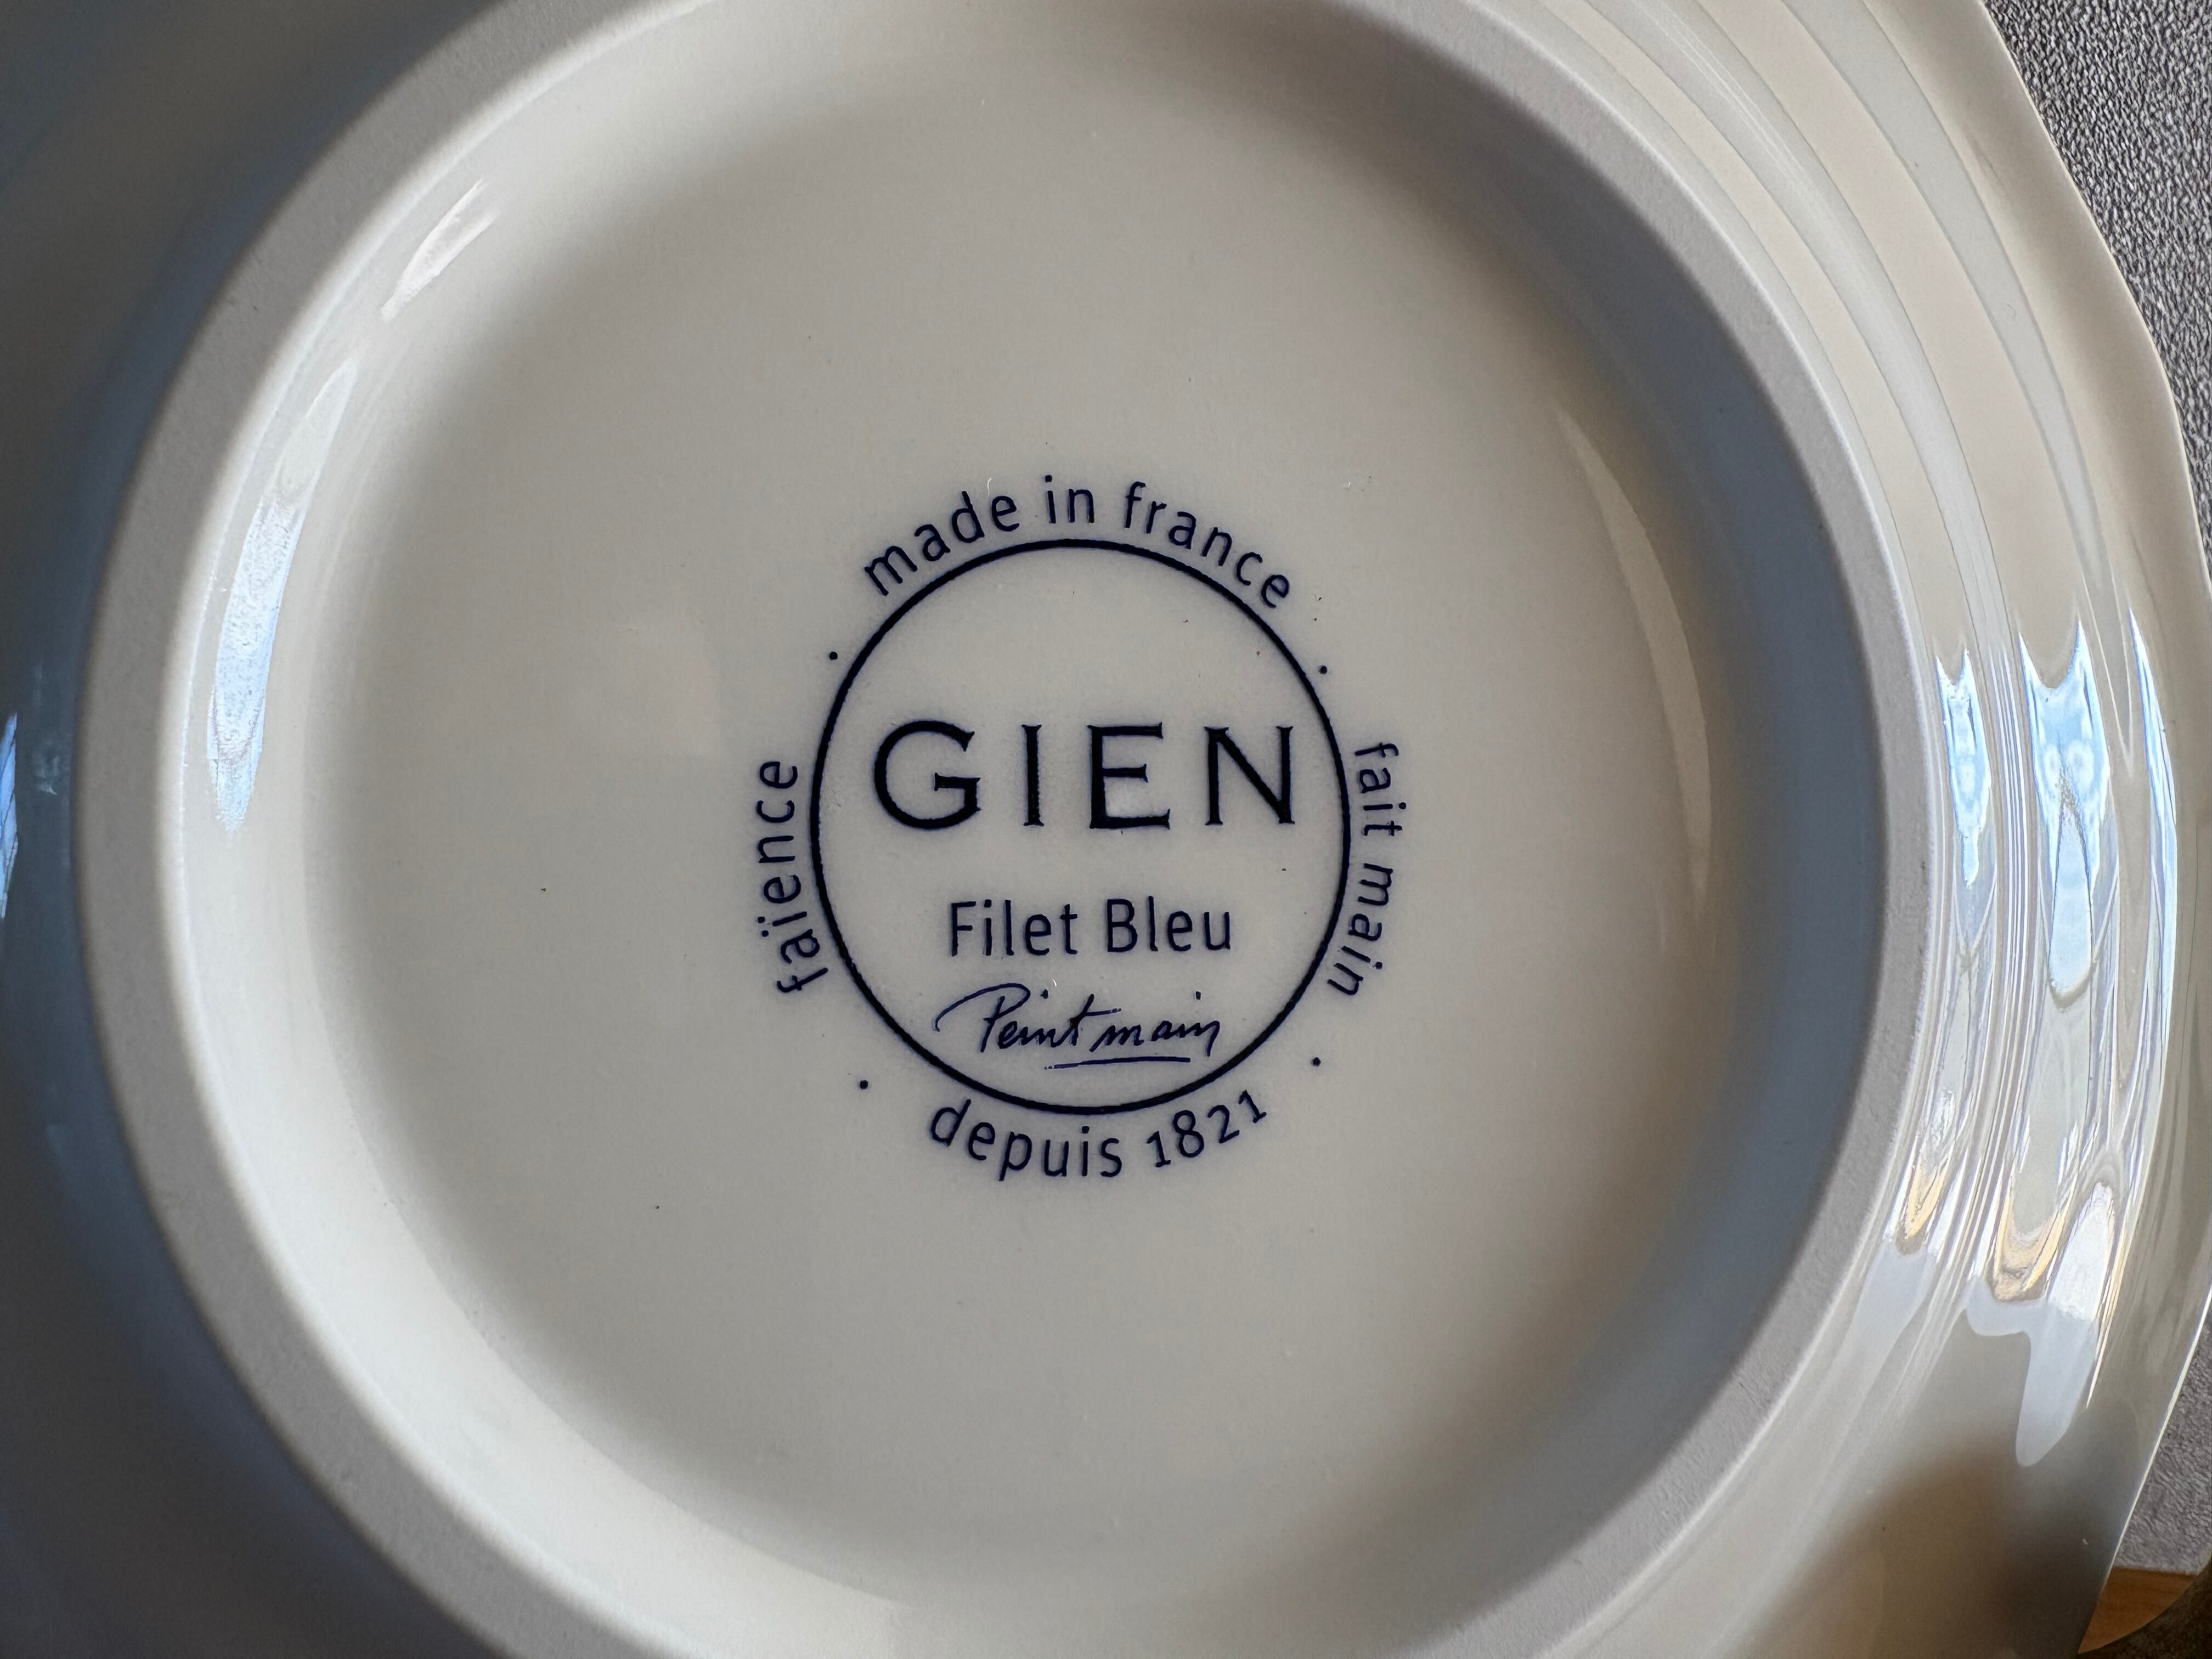 made in france
GIEN
Filet Bleu
Peint main
fait main
depuis 1821
faïence